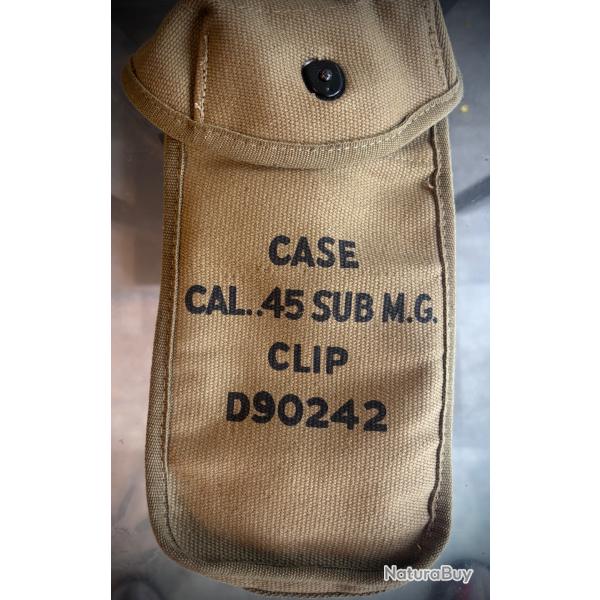 CASE
CAL..45 SUB M.G.
CLIP
D90242
NaturaBuy